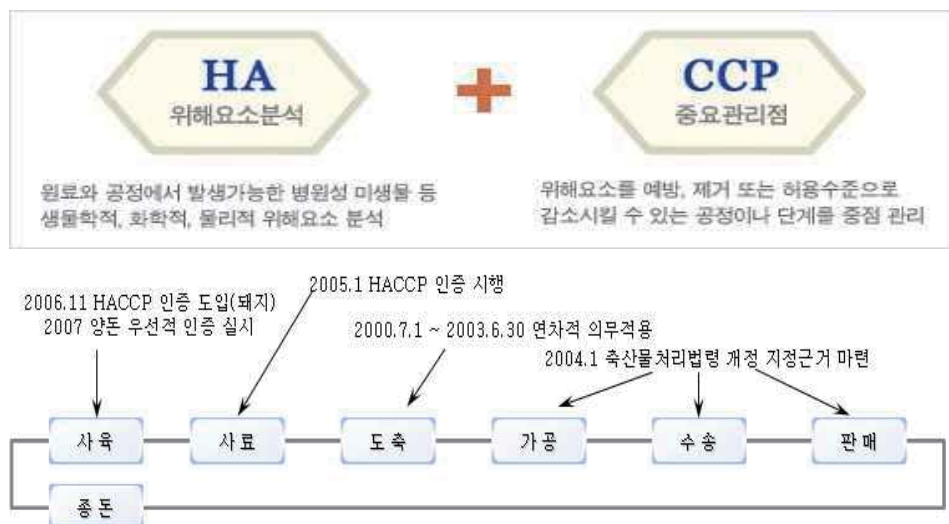 HA
위해요소분석
CCP
중요관리점
원료와 공정에서 발생가능한 병원성 미생물 등
생물학적, 화학적, 물리적 위해요소 분석
위해요소를 예방, 제거 또는 허용수준으로
감소시킬 수 있는 공정이나 단계를 중점 관리
2006.11 HACCP 인증 도입(돼지)
2007 양돈 우선적 인증 실시
2005.1 HACCP 인증 시행
2000.7.1 ~ 2003.6.30 연차적 의무적용
2004.1 축산물처리법령 개정 지정근거 마련
사육
사료
도축
가공
수송
판매
종돈